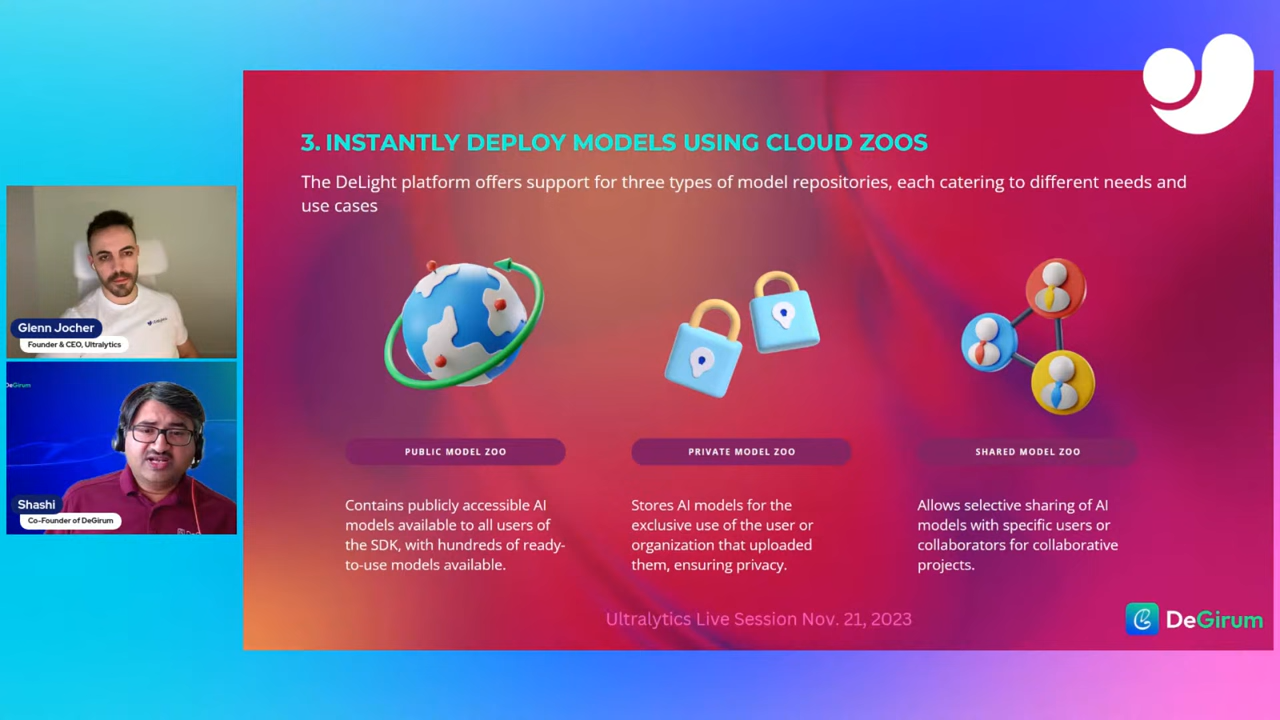 3. INSTANTLY DEPLOY MODELS USING CLOUD ZOOS
The DeLight platform offers support for three types of model repositories, each catering to different needs and
use cases
Glenn Jocher
Founder & CEO, Ultralytics
DeGirum
Shashi
Co-Founder of DeGirum
PUBLIC MODEL ZOO
Contains publicly accessible AI
models available to all users of
the SDK, with hundreds of ready-
to-use models available.
PRIVATE MODEL ZOO
Stores AI models for the
exclusive use of the user or
organization that uploaded
them, ensuring privacy.
SHARED MODEL ZOO
Allows selective sharing of AI
models with specific users or
collaborators for collaborative
projects.
Ultralytics Live Session Nov. 21, 2023
DeGirum